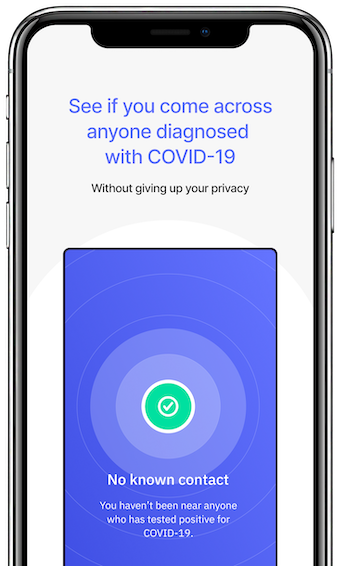 See if you come across
anyone diagnosed
with COVID-19
Without giving up your privacy
No known contact
You haven't been near anyone
who has tested positive for
COVID-19.